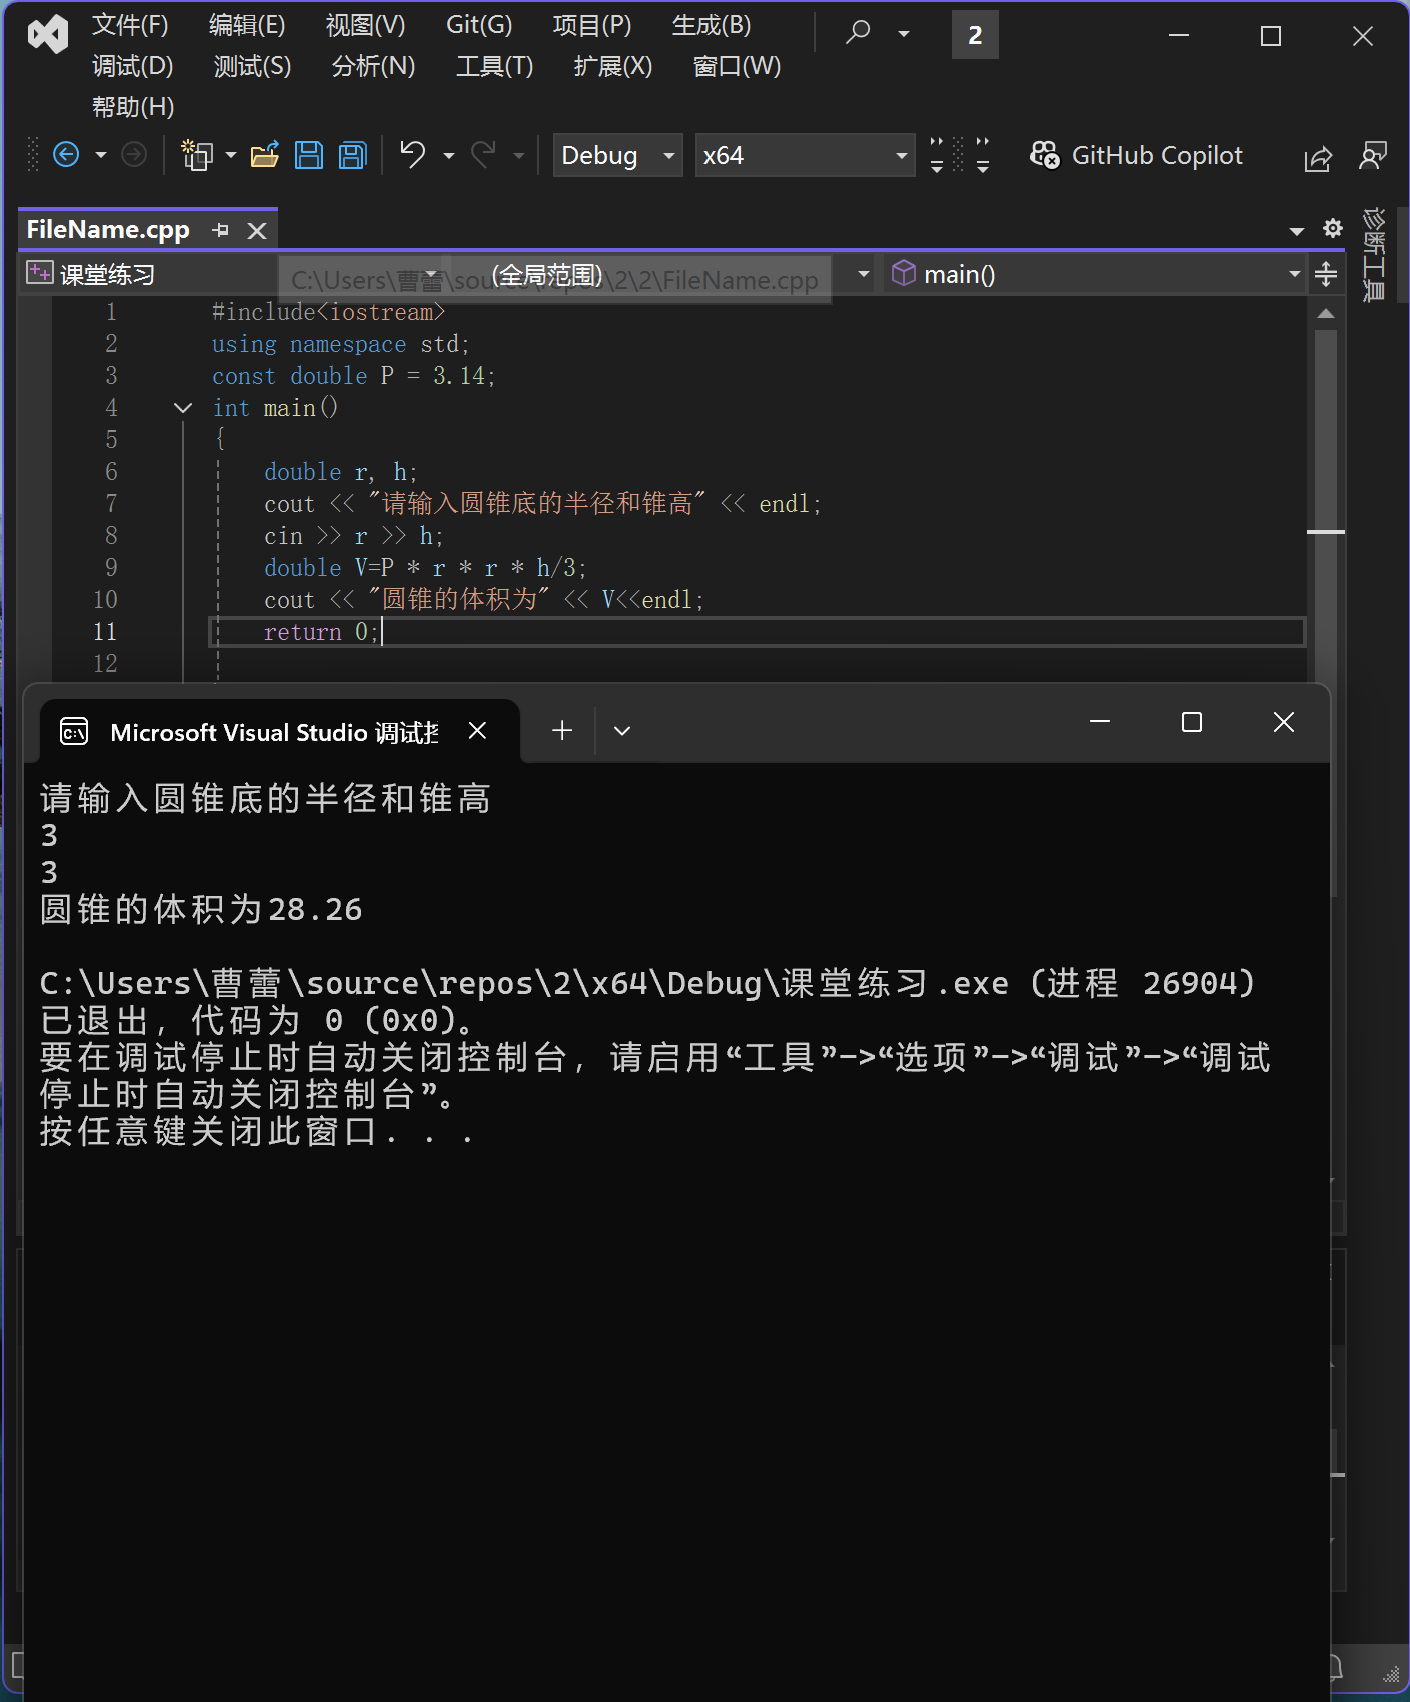 文件(F) 编辑(E) 视图(V) Git(G) 项目(P) 生成(B)
2
调试(D) 测试(S) 分析(N) 工具(T) 扩展(X) 窗口(W)
帮助(H)
Debug x64 GitHub Copilot
FileName.cpp
诊断工具
课堂练习 (全局范围) main()
C:\Users\曹蕾\source\repos\2\2\FileName.cpp
1 #include<iostream>
2 using namespace std;
3 const double P = 3.14;
4 int main()
5 {
6 double r, h;
7 cout << "请输入圆锥底的半径和锥高" << endl;
8 cin >> r >> h;
9 double V=P * r * r * h/3;
10 cout << "圆锥的体积为" << V<<endl;
11 return 0;
12
Microsoft Visual Studio 调试控
请输入圆锥底的半径和锥高
3
3
圆锥的体积为28.26
C:\Users\曹蕾\source\repos\2\x64\Debug\课堂练习.exe (进程 26904)
已退出，代码为 0 (0x0)。
要在调试停止时自动关闭控制台，请启用“工具”->“选项”->“调试”->“调试
停止时自动关闭控制台”。
按任意键关闭此窗口. . .